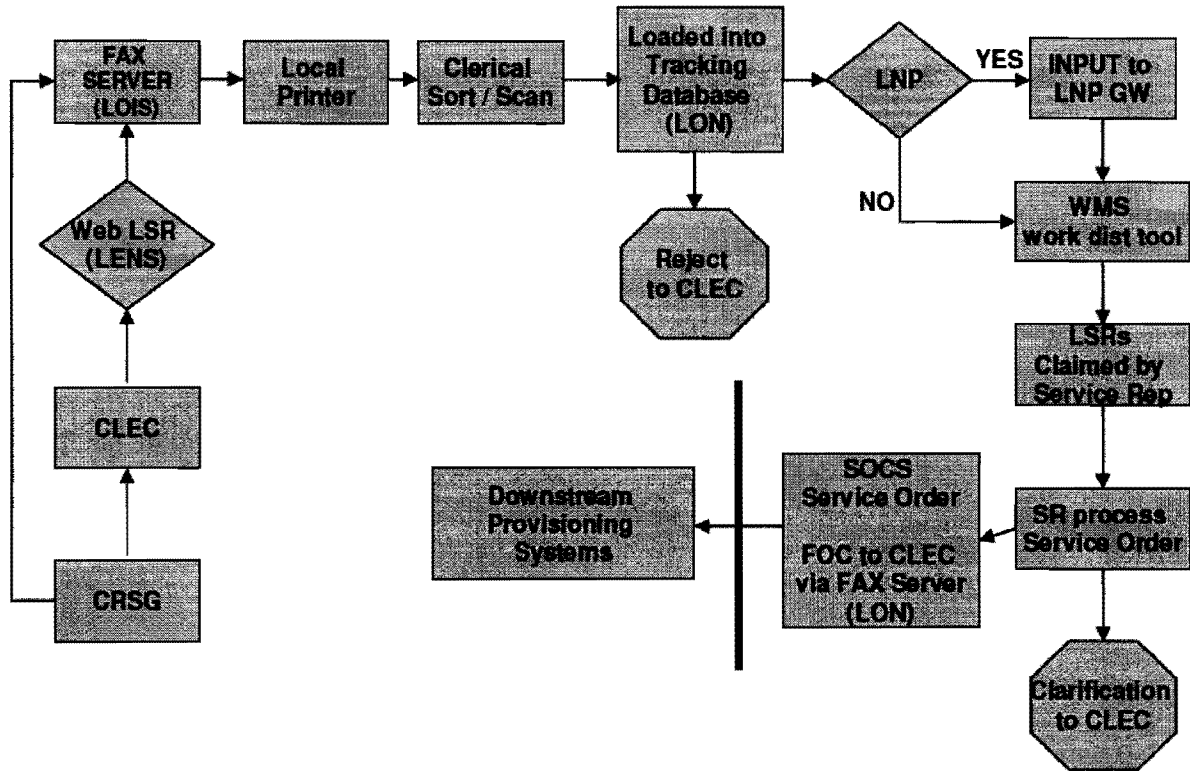 FAX
SERVER
(LOIS)
Local
Printer
Clerical
Sort / Scan
Loaded into
Tracking
Database
(LON)
LNP
YES
INPUT to
LNP GW
NO
WMS
work dist tool
Web LSR
(LENS)
Reject
to CLEC
LSRs
Claimed by
Service Rep
CLEC
SOCS
Service Order
FOC to CLEC
via FAX Server
(LON)
Downstream
Provisioning
Systems
SR process
Service Order
CRSG
Clarification
to CLEC